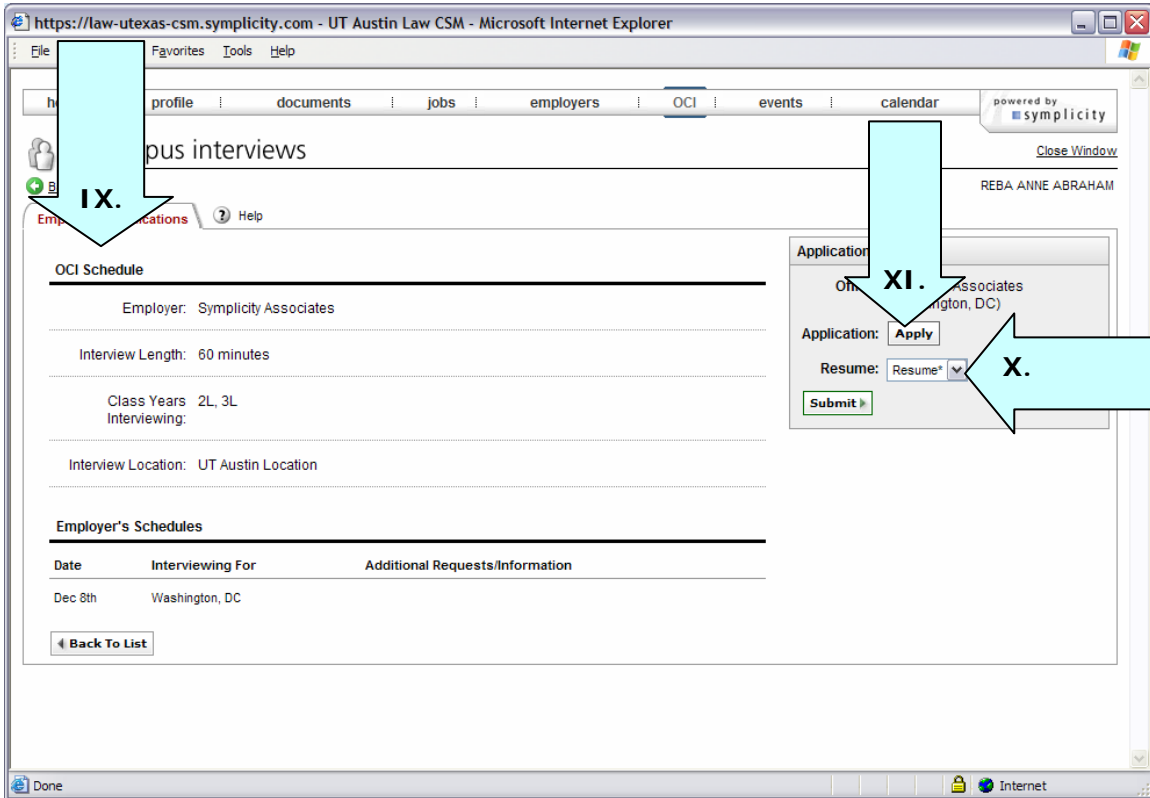 https://law-utexas-csm.symplicity.com - UT Austin Law CSM - Microsoft Internet Explorer
File Favorites Tools Help
profile documents jobs employers OCI events calendar
powered by
symplicity
pus interviews
Close Window
REBA ANNE ABRAHAM
IX.
Help
OCI Schedule
Employer: Symplicity Associates
Interview Length: 60 minutes
Class Years 2L, 3L
Interviewing:
Interview Location: UT Austin Location
Employer's Schedules
Date Interviewing For Additional Requests/Information
Dec 8th Washington, DC
Back To List
Application
XI.
Associates
DC)
Application: Apply
Resume: Resume*
X.
Submit
Done
Internet